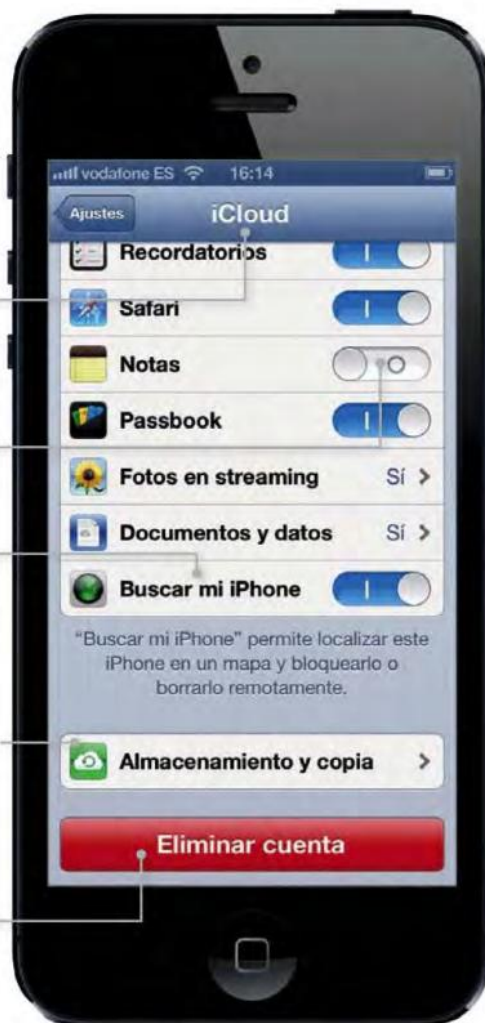 vodafone ES 16:14
Ajustes
iCloud
Recordatorios
Safari
Notas
Passbook
Fotos en streaming Sí
Documentos y datos Sí
Buscar mi iPhone
"Buscar mi iPhone" permite localizar este
iPhone en un mapa y bloquearlo o
borrarlo remotamente.
Almacenamiento y copia
Eliminar cuenta